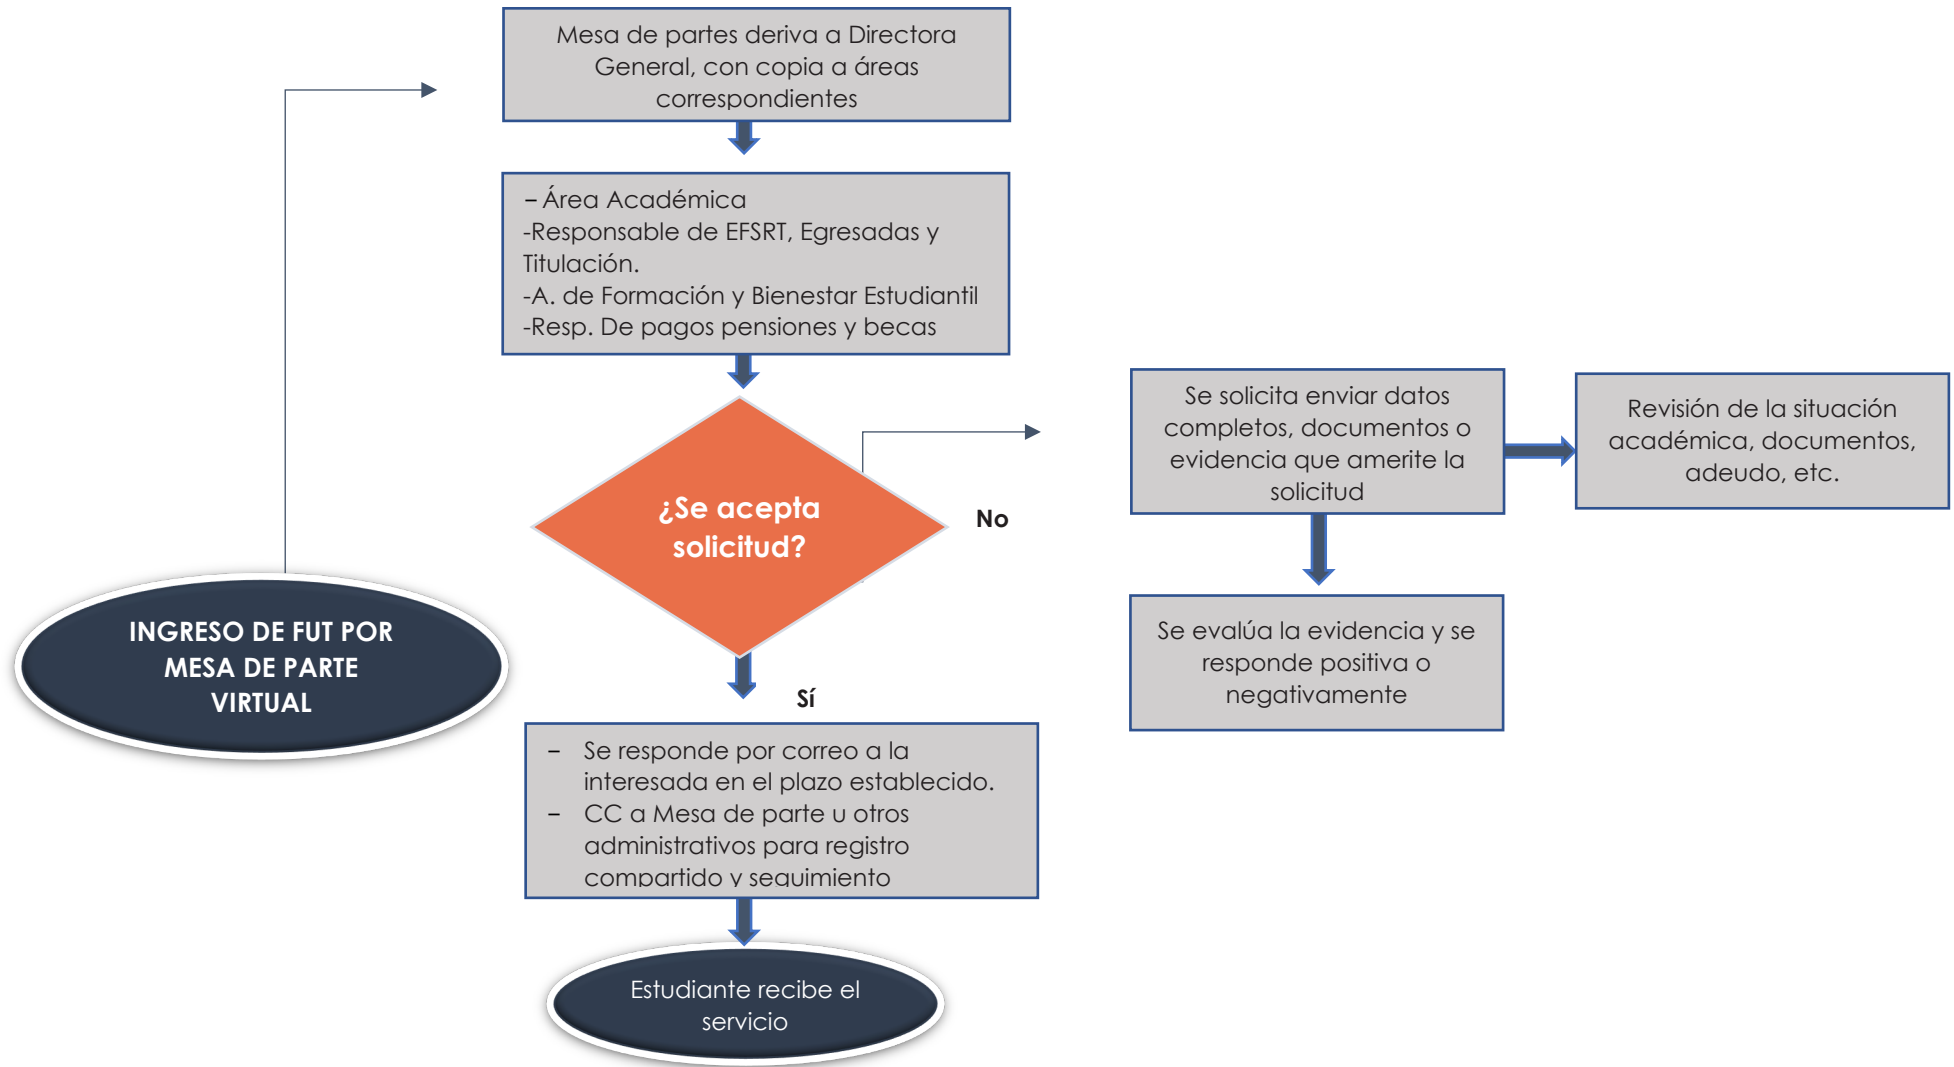 Mesa de partes deriva a Directora
General, con copia a áreas
correspondientes
– Área Académica
-Responsable de EFSRT, Egresadas y
Titulación.
-A. de Formación y Bienestar Estudiantil
-Resp. De pagos pensiones y becas
¿Se acepta
solicitud?
No
Se solicita enviar datos
completos, documentos o
evidencia que amerite la
solicitud
Revisión de la situación
académica, documentos,
adeudo, etc.
Se evalúa la evidencia y se
responde positiva o
negativamente
INGRESO DE FUT POR
MESA DE PARTE
VIRTUAL
Sí
– Se responde por correo a la
interesada en el plazo establecido.
– CC a Mesa de parte u otros
administrativos para registro
compartido y seguimiento
Estudiante recibe el
servicio